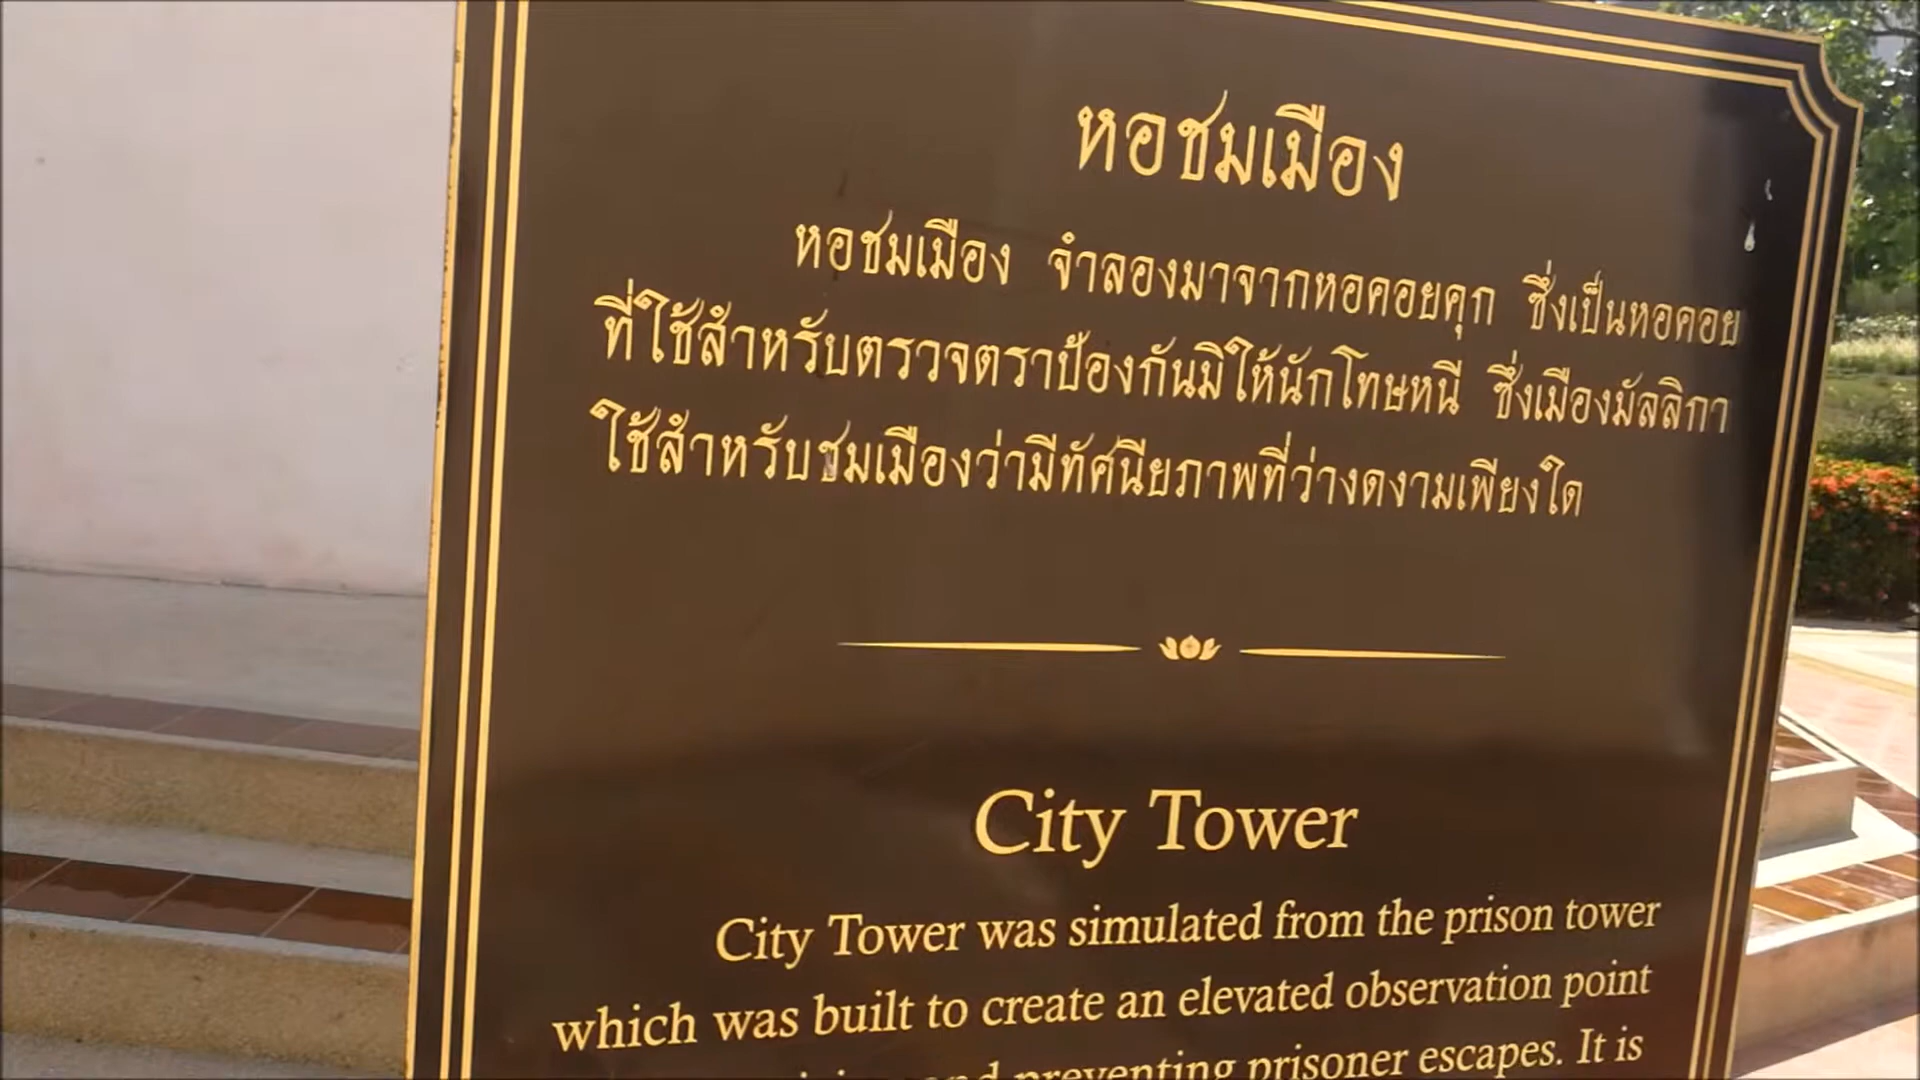 หอชมเมือง
หอชมเมือง จำลองมาจากหอคอยคุก ซึ่งเป็นหอคอย
ที่ใช้สำหรับตรวจตราป้องกันมิให้นักโทษหนี ซึ่งเมืองมัลลิกา
ใช้สำหรับชมเมืองว่ามีทัศนียภาพที่ว่างดงามเพียงใด
City Tower
City Tower was simulated from the prison tower
which was built to create an elevated observation point
and preventing prisoner escapes. It is